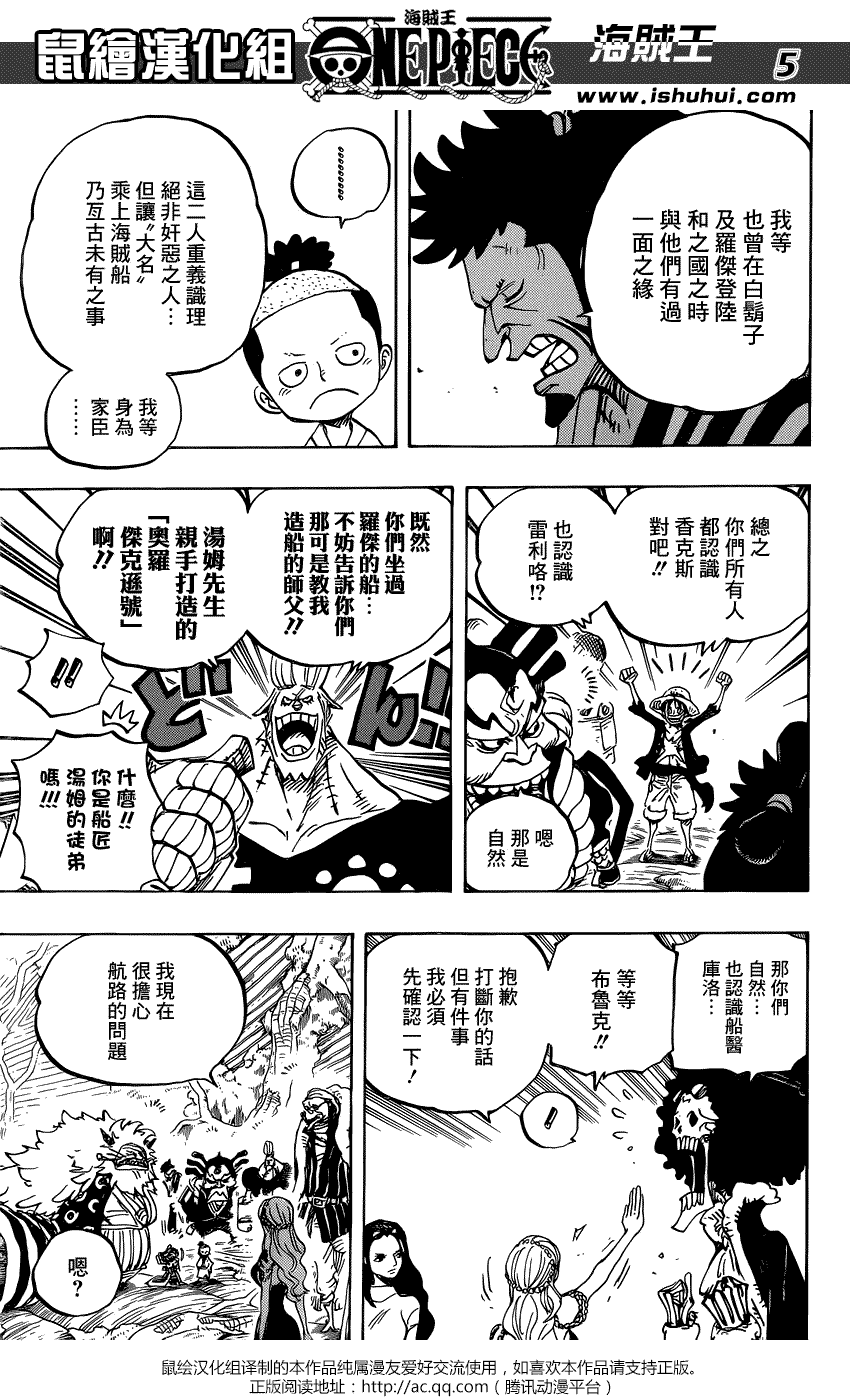 鼠繪漢化組
海賊王
ONE PIECE
海賊王
5
www.ishuhui.com
我等
也曾在白鬍子
及羅傑登陸
和之國之時
與他們有過
一面之緣
………
這二人重義識理
絕非奸惡之人…
但讓〝大名〞
乘上海賊船
乃亙古未有之事
我等
身為
家臣
……
總之
你們所有人
都認識
香克斯
對吧!!
也認識
雷利咯!?
嗯
那是
自然
既然
你們坐過
羅傑的船…
不妨告訴你們
那可是教我
造船的師父!!
湯姆先生
親手打造的
「奧羅
傑克遜號」
啊!!
どん!!
!!
什麼!!
你是船匠
湯姆的徒弟
嗎!!!
那你們
自然…
也認識船醫
庫洛…
等等
布魯克!!
抱歉
打斷你的話
但有件事
我必須
先確認一下!
!
我現在
很擔心
航路的問題
嗯?
鼠绘汉化组译制的本作品纯属漫友爱好交流使用，如喜欢本作品请支持正版。
正版阅读地址：http://ac.qq.com（腾讯动漫平台）